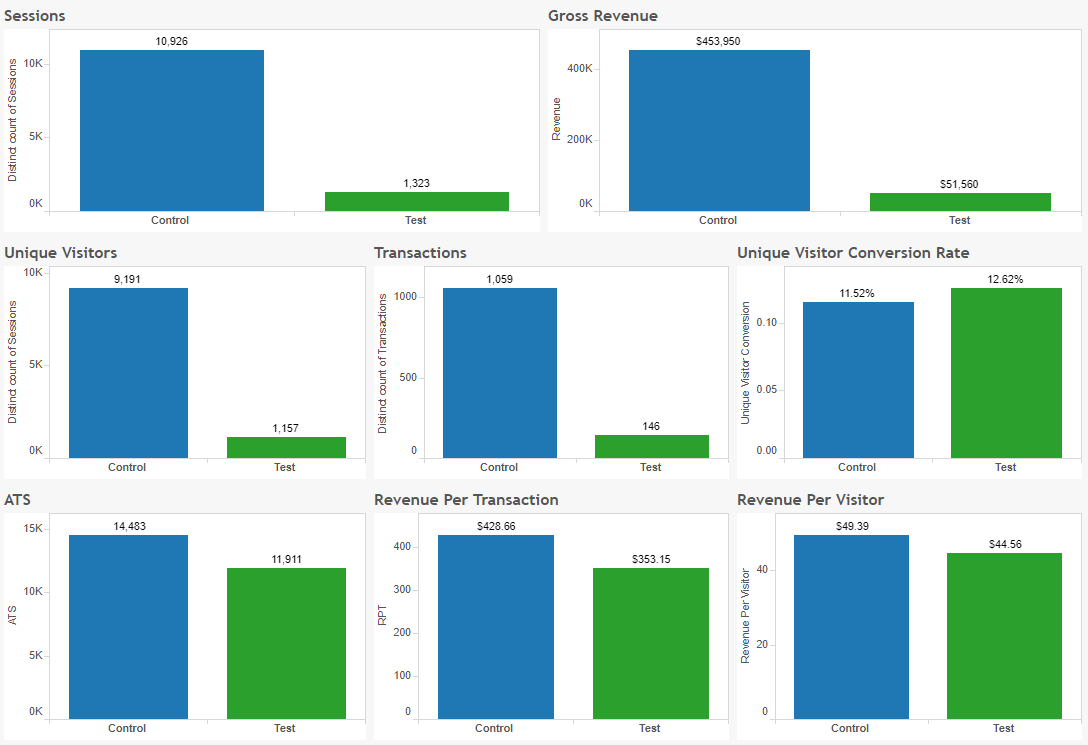 Sessions
Distinct count of Sessions
10K
5K
0K
10,926
1,323
Control
Test
Gross Revenue
Revenue
400K
200K
0K
$453,950
$51,560
Control
Test
Unique Visitors
Distinct count of Sessions
10K
5K
0K
9,191
1,157
Control
Test
Transactions
Distinct count of Transactions
1000
500
0
1,059
146
Control
Test
Unique Visitor Conversion Rate
Unique Visitor Conversion
0.10
0.05
0.00
11.52%
12.62%
Control
Test
ATS
ATS
15K
10K
5K
0K
14,483
11,911
Control
Test
Revenue Per Transaction
RPT
400
300
200
100
0
$428.66
$353.15
Control
Test
Revenue Per Visitor
Revenue Per Visitor
40
20
0
$49.39
$44.56
Control
Test